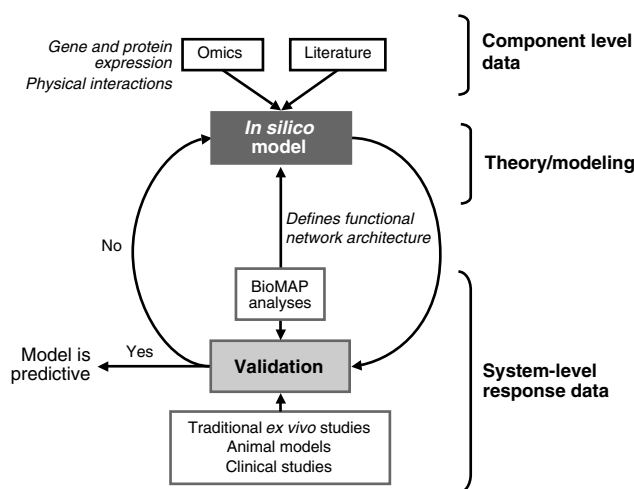 Gene and protein
expression
Physical interactions
Omics
Literature
Component level
data
In silico
model
Theory/modeling
No
Defines functional
network architecture
BioMAP
analyses
Model is
predictive
Yes
Validation
System-level
response data
Traditional ex vivo studies
Animal models
Clinical studies